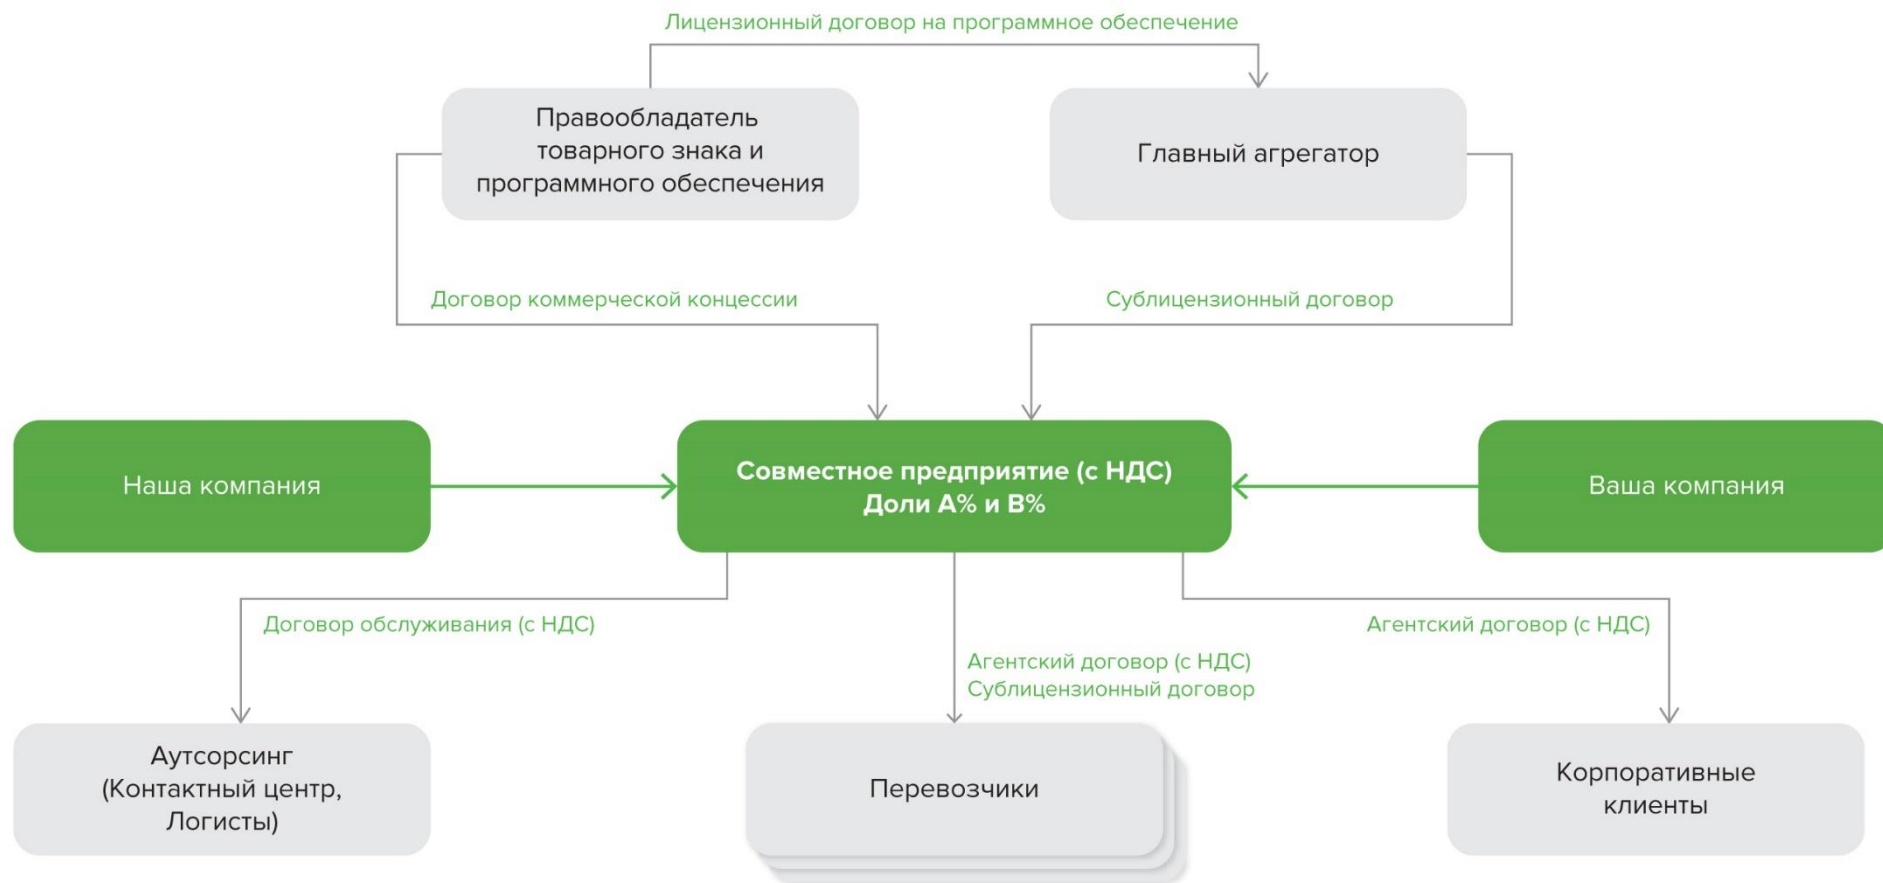 Лицензионный договор на программное обеспечение
Правообладатель
товарного знака и
программного обеспечения
Главный агрегатор
Договор коммерческой концессии
Сублицензионный договор
Наша компания
Совместное предприятие (с НДС)
Доли А% и В%
Ваша компания
Договор обслуживания (с НДС)
Агентский договор (с НДС)
Сублицензионный договор
Агентский договор (с НДС)
Аутсорсинг
(Контактный центр,
Логисты)
Перевозчики
Корпоративные
клиенты